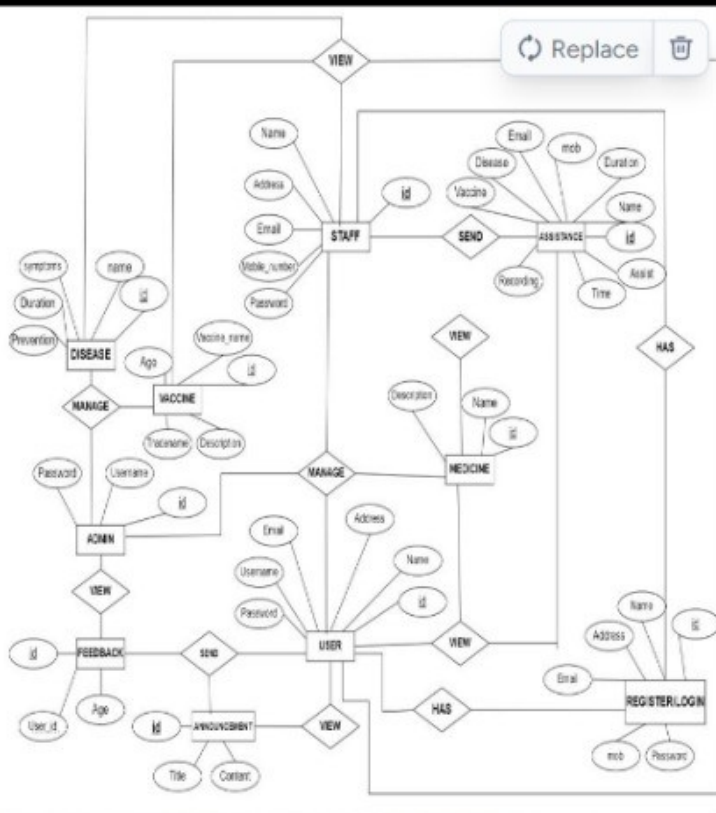 Replace
VIEW
Name
Address
Email
Mobile_number
Password
id
STAFF
SEND
Email
mob
Disease
Duration
Vaccine
Name
ASSISTANCE
id
Assist
Recording
Time
symptoms
name
id
Duration
Prevention
DISEASE
HAS
VIEW
Vaccine_name
Age
id
VACCINE
MANAGE
Tradename
Description
Description
Name
id
MEDICINE
Password
Username
id
MANAGE
ADMIN
Email
Address
Username
Name
id
Password
VIEW
USER
VIEW
id
FEEDBACK
SEND
Age
User_id
Name
id
Address
Email
REGISTER/LOGIN
HAS
id
ANNOUNCEMENT
VIEW
mob
Password
Title
Content